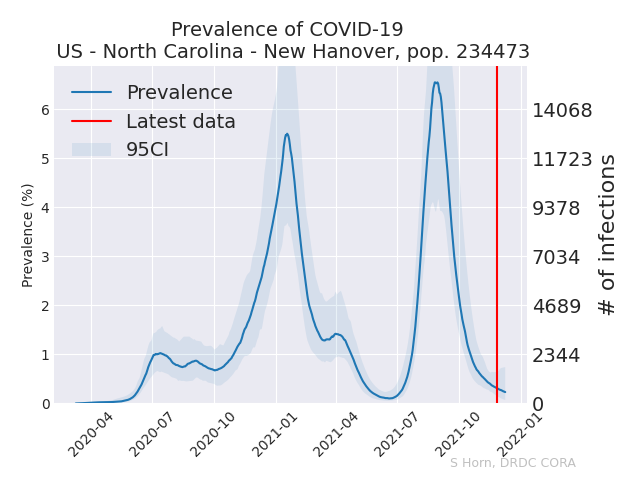 Prevalence of COVID-19
US - North Carolina - New Hanover, pop. 234473
Prevalence
Latest data
95CI
Prevalence (%)
6
5
4
3
2
1
0
14068
11723
9378
7034
4689
2344
0
# of infections
2020-04
2020-07
2020-10
2021-01
2021-04
2021-07
2021-10
2022-01
S Horn, DRDC CORA